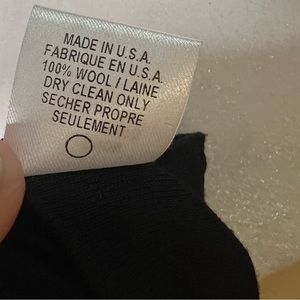 MADE IN U.S.A.
FABRIQUE EN U.S.A.
100% WOOL / LAINE
DRY CLEAN ONLY
SECHER PROPRE
SEULEMENT